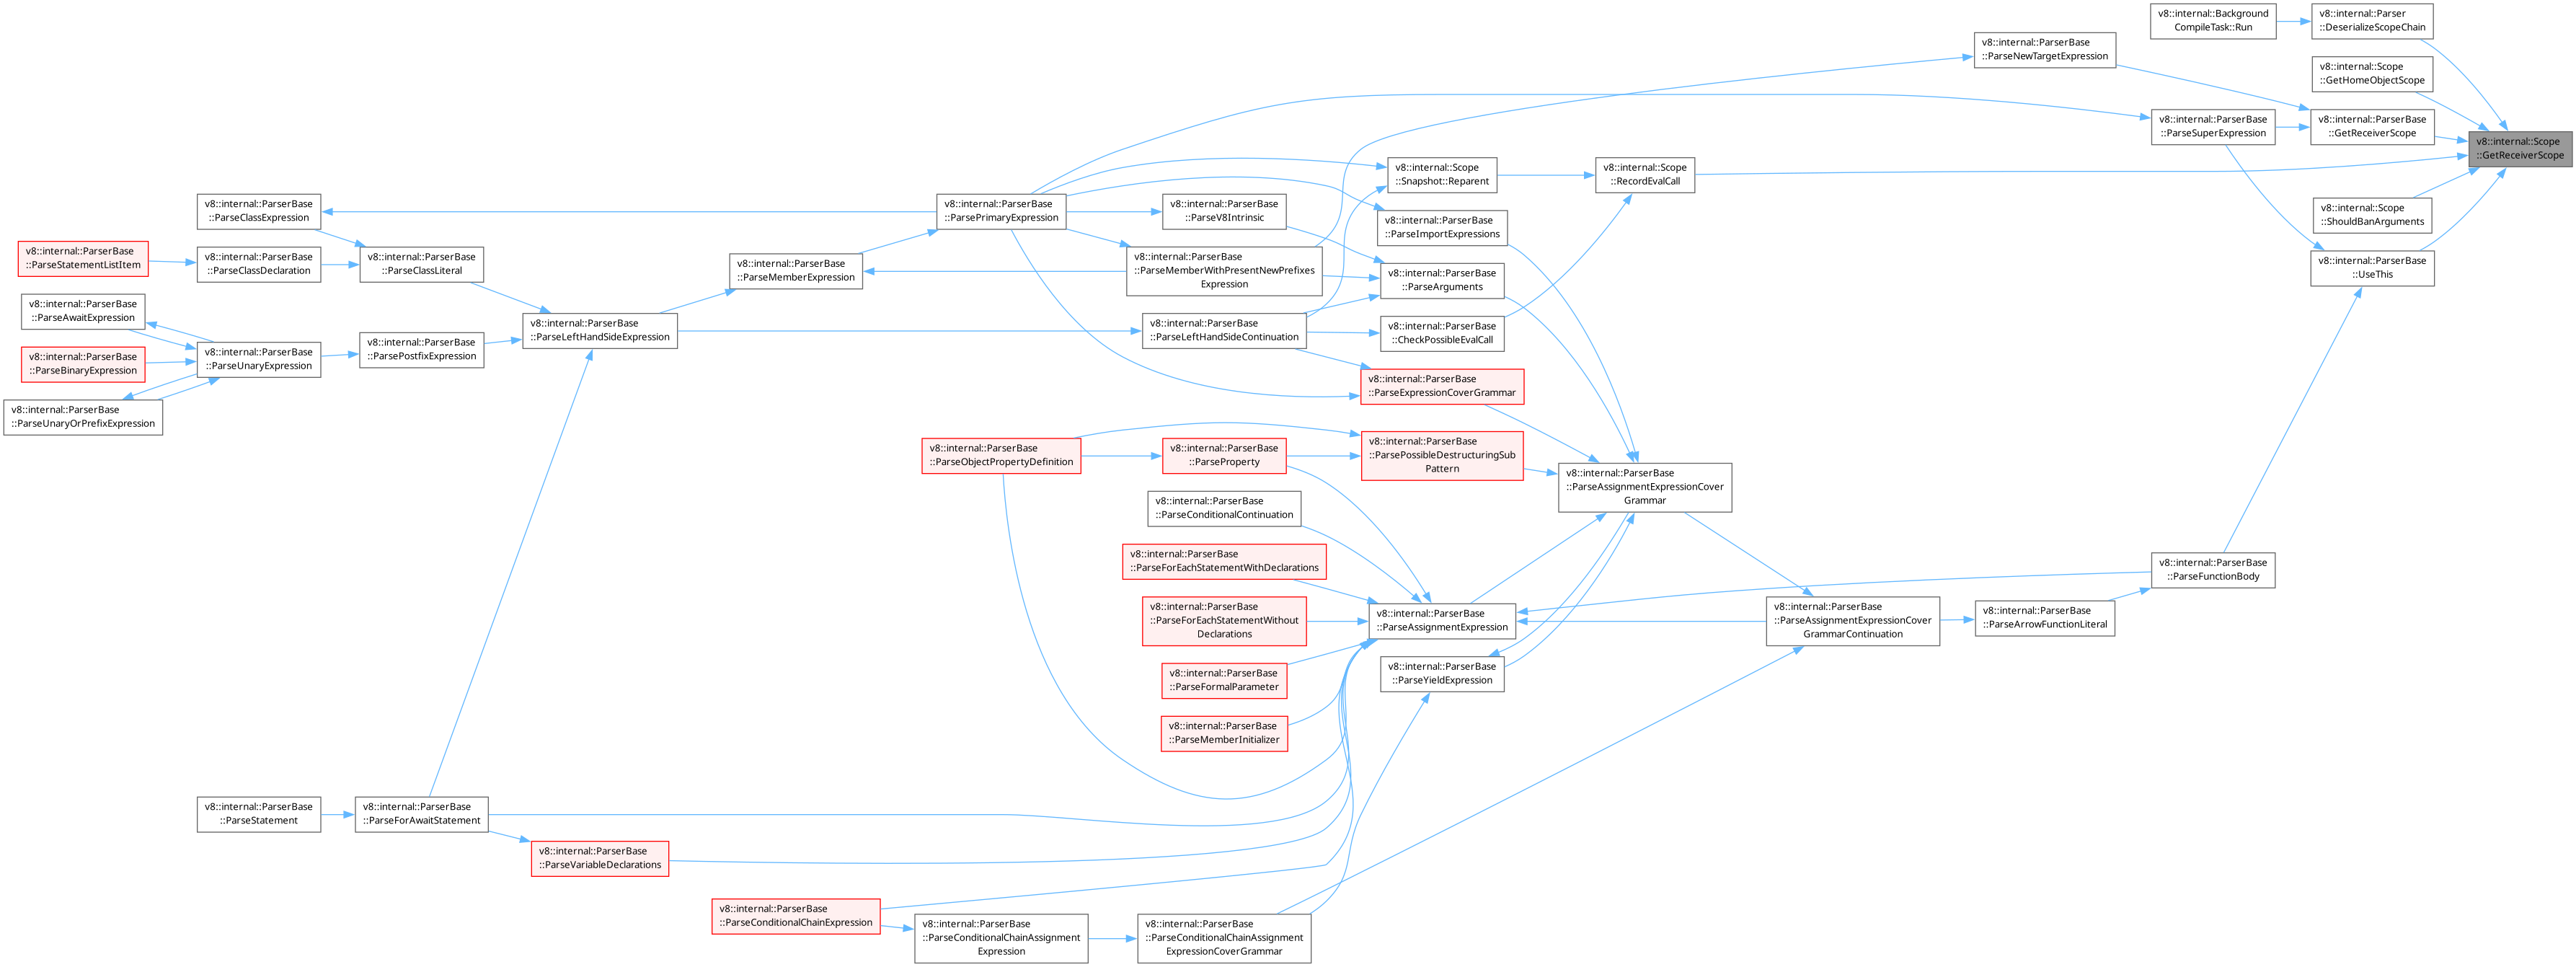 v8::internal::Background
CompileTask::Run
v8::internal::Parser
::DeserializeScopeChain
v8::internal::ParserBase
::ParseNewTargetExpression
v8::internal::Scope
::GetHomeObjectScope
v8::internal::ParserBase
::ParseSuperExpression
v8::internal::ParserBase
::GetReceiverScope
v8::internal::Scope
::GetReceiverScope
v8::internal::Scope
::Snapshot::Reparent
v8::internal::Scope
::RecordEvalCall
v8::internal::ParserBase
::ParseClassExpression
v8::internal::ParserBase
::ParsePrimaryExpression
v8::internal::ParserBase
::ParseV8Intrinsic
v8::internal::ParserBase
::ParseImportExpressions
v8::internal::Scope
::ShouldBanArguments
v8::internal::ParserBase
::ParseStatementListItem
v8::internal::ParserBase
::ParseClassDeclaration
v8::internal::ParserBase
::ParseClassLiteral
v8::internal::ParserBase
::ParseMemberExpression
v8::internal::ParserBase
::ParseMemberWithPresentNewPrefixes
Expression
v8::internal::ParserBase
::ParseArguments
v8::internal::ParserBase
::UseThis
v8::internal::ParserBase
::ParseAwaitExpression
v8::internal::ParserBase
::ParseLeftHandSideExpression
v8::internal::ParserBase
::ParseLeftHandSideContinuation
v8::internal::ParserBase
::CheckPossibleEvalCall
v8::internal::ParserBase
::ParseBinaryExpression
v8::internal::ParserBase
::ParseUnaryExpression
v8::internal::ParserBase
::ParsePostfixExpression
v8::internal::ParserBase
::ParseExpressionCoverGrammar
v8::internal::ParserBase
::ParseUnaryOrPrefixExpression
v8::internal::ParserBase
::ParseObjectPropertyDefinition
v8::internal::ParserBase
::ParseProperty
v8::internal::ParserBase
::ParsePossibleDestructuringSub
Pattern
v8::internal::ParserBase
::ParseAssignmentExpressionCover
Grammar
v8::internal::ParserBase
::ParseConditionalContinuation
v8::internal::ParserBase
::ParseForEachStatementWithDeclarations
v8::internal::ParserBase
::ParseFunctionBody
v8::internal::ParserBase
::ParseForEachStatementWithout
Declarations
v8::internal::ParserBase
::ParseAssignmentExpression
v8::internal::ParserBase
::ParseAssignmentExpressionCover
GrammarContinuation
v8::internal::ParserBase
::ParseArrowFunctionLiteral
v8::internal::ParserBase
::ParseFormalParameter
v8::internal::ParserBase
::ParseYieldExpression
v8::internal::ParserBase
::ParseMemberInitializer
v8::internal::ParserBase
::ParseStatement
v8::internal::ParserBase
::ParseForAwaitStatement
v8::internal::ParserBase
::ParseVariableDeclarations
v8::internal::ParserBase
::ParseConditionalChainExpression
v8::internal::ParserBase
::ParseConditionalChainAssignment
Expression
v8::internal::ParserBase
::ParseConditionalChainAssignment
ExpressionCoverGrammar